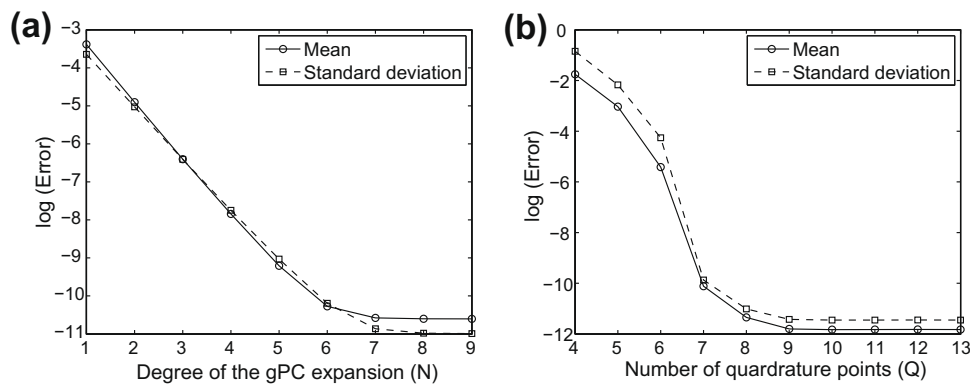 (a)
−3
−4
−5
−6
−7
−8
−9
−10
−11
log (Error)
Mean
Standard deviation
1 2 3 4 5 6 7 8 9
Degree of the gPC expansion (N)
(b)
0
−2
−4
−6
−8
−10
−12
log (Error)
Mean
Standard deviation
4 5 6 7 8 9 10 11 12 13
Number of quardrature points (Q)